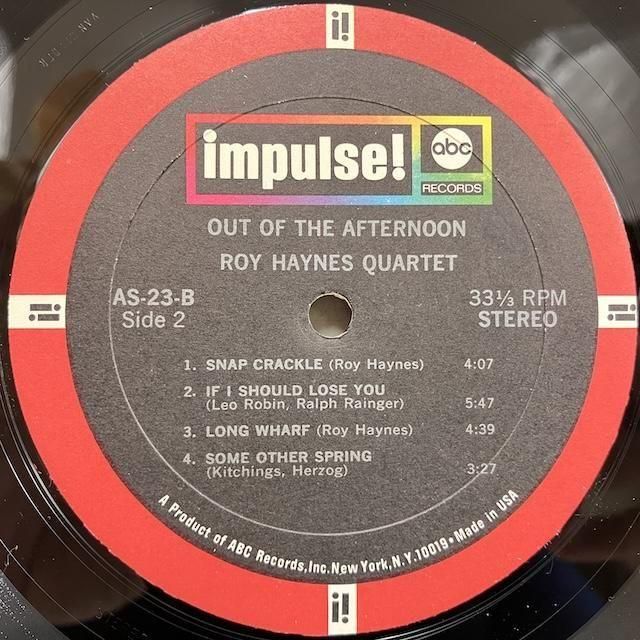 i!
impulse!
abc
RECORDS
OUT OF THE AFTERNOON
ROY HAYNES QUARTET
AS-23-B
Side 2
33⅓ RPM
STEREO
1. SNAP CRACKLE (Roy Haynes) 4:07
2. IF I SHOULD LOSE YOU
(Leo Robin, Ralph Rainger) 5:47
3. LONG WHARF (Roy Haynes) 4:39
4. SOME OTHER SPRING
(Kitchings, Herzog) 3:27
A Product of ABC Records, Inc. New York, N.Y. 10019 • Made in USA
i!
i!
i!